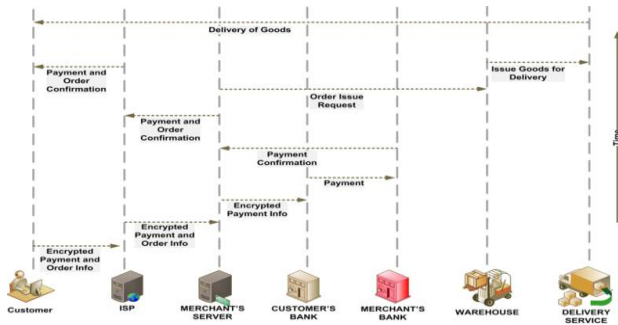 Delivery of Goods
Payment and
Order
Confirmation
Issue Goods for
Delivery
Order Issue
Request
Payment and
Order
Confirmation
Payment
Confirmation
Payment
Encrypted
Payment Info
Encrypted
Payment and
Order Info
Encrypted
Payment and
Order Info
Time
Customer
ISP
MERCHANT'S
SERVER
CUSTOMER'S
BANK
MERCHANT'S
BANK
WAREHOUSE
DELIVERY
SERVICE